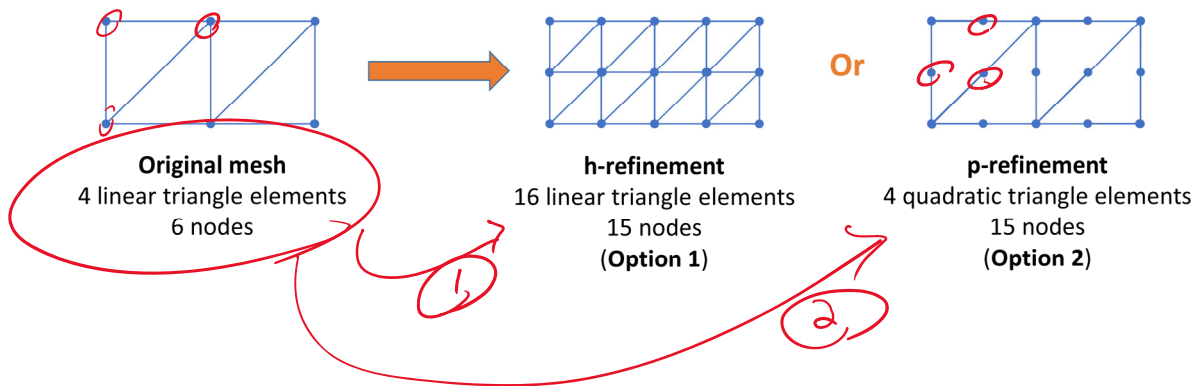 Or
Original mesh
4 linear triangle elements
6 nodes
h-refinement
16 linear triangle elements
15 nodes
(Option 1)
p-refinement
4 quadratic triangle elements
15 nodes
(Option 2)
1
2